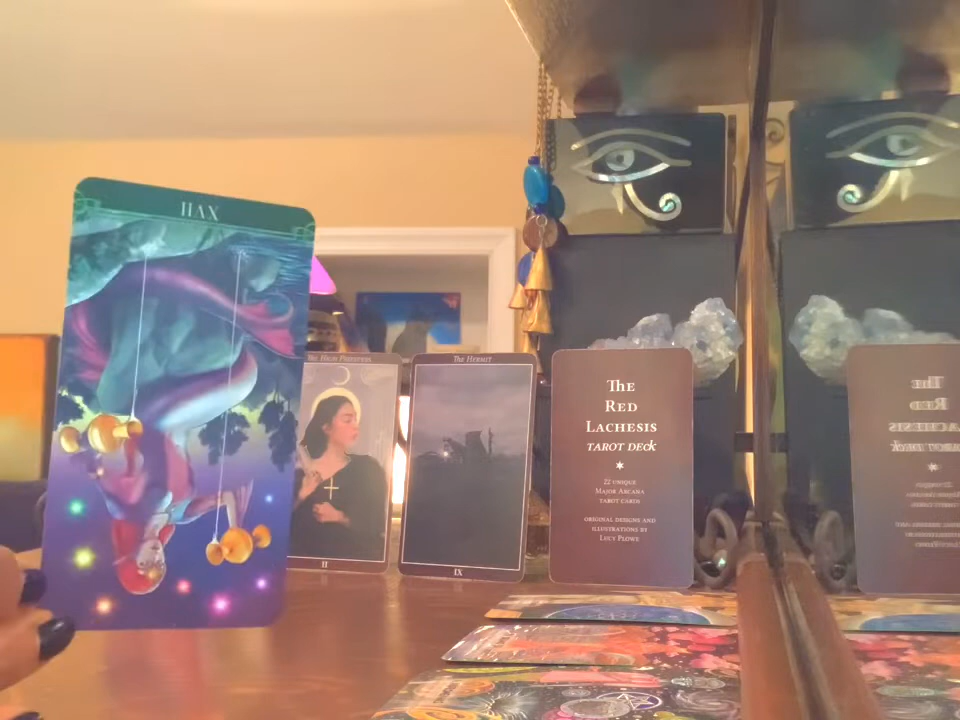 XVII
The High Priestess
II
The Hermit
IX
The
Red
Lachesis
tarot deck
22 unique
Major Arcana
tarot cards
original designs and
illustrations by
Lucy Plowe